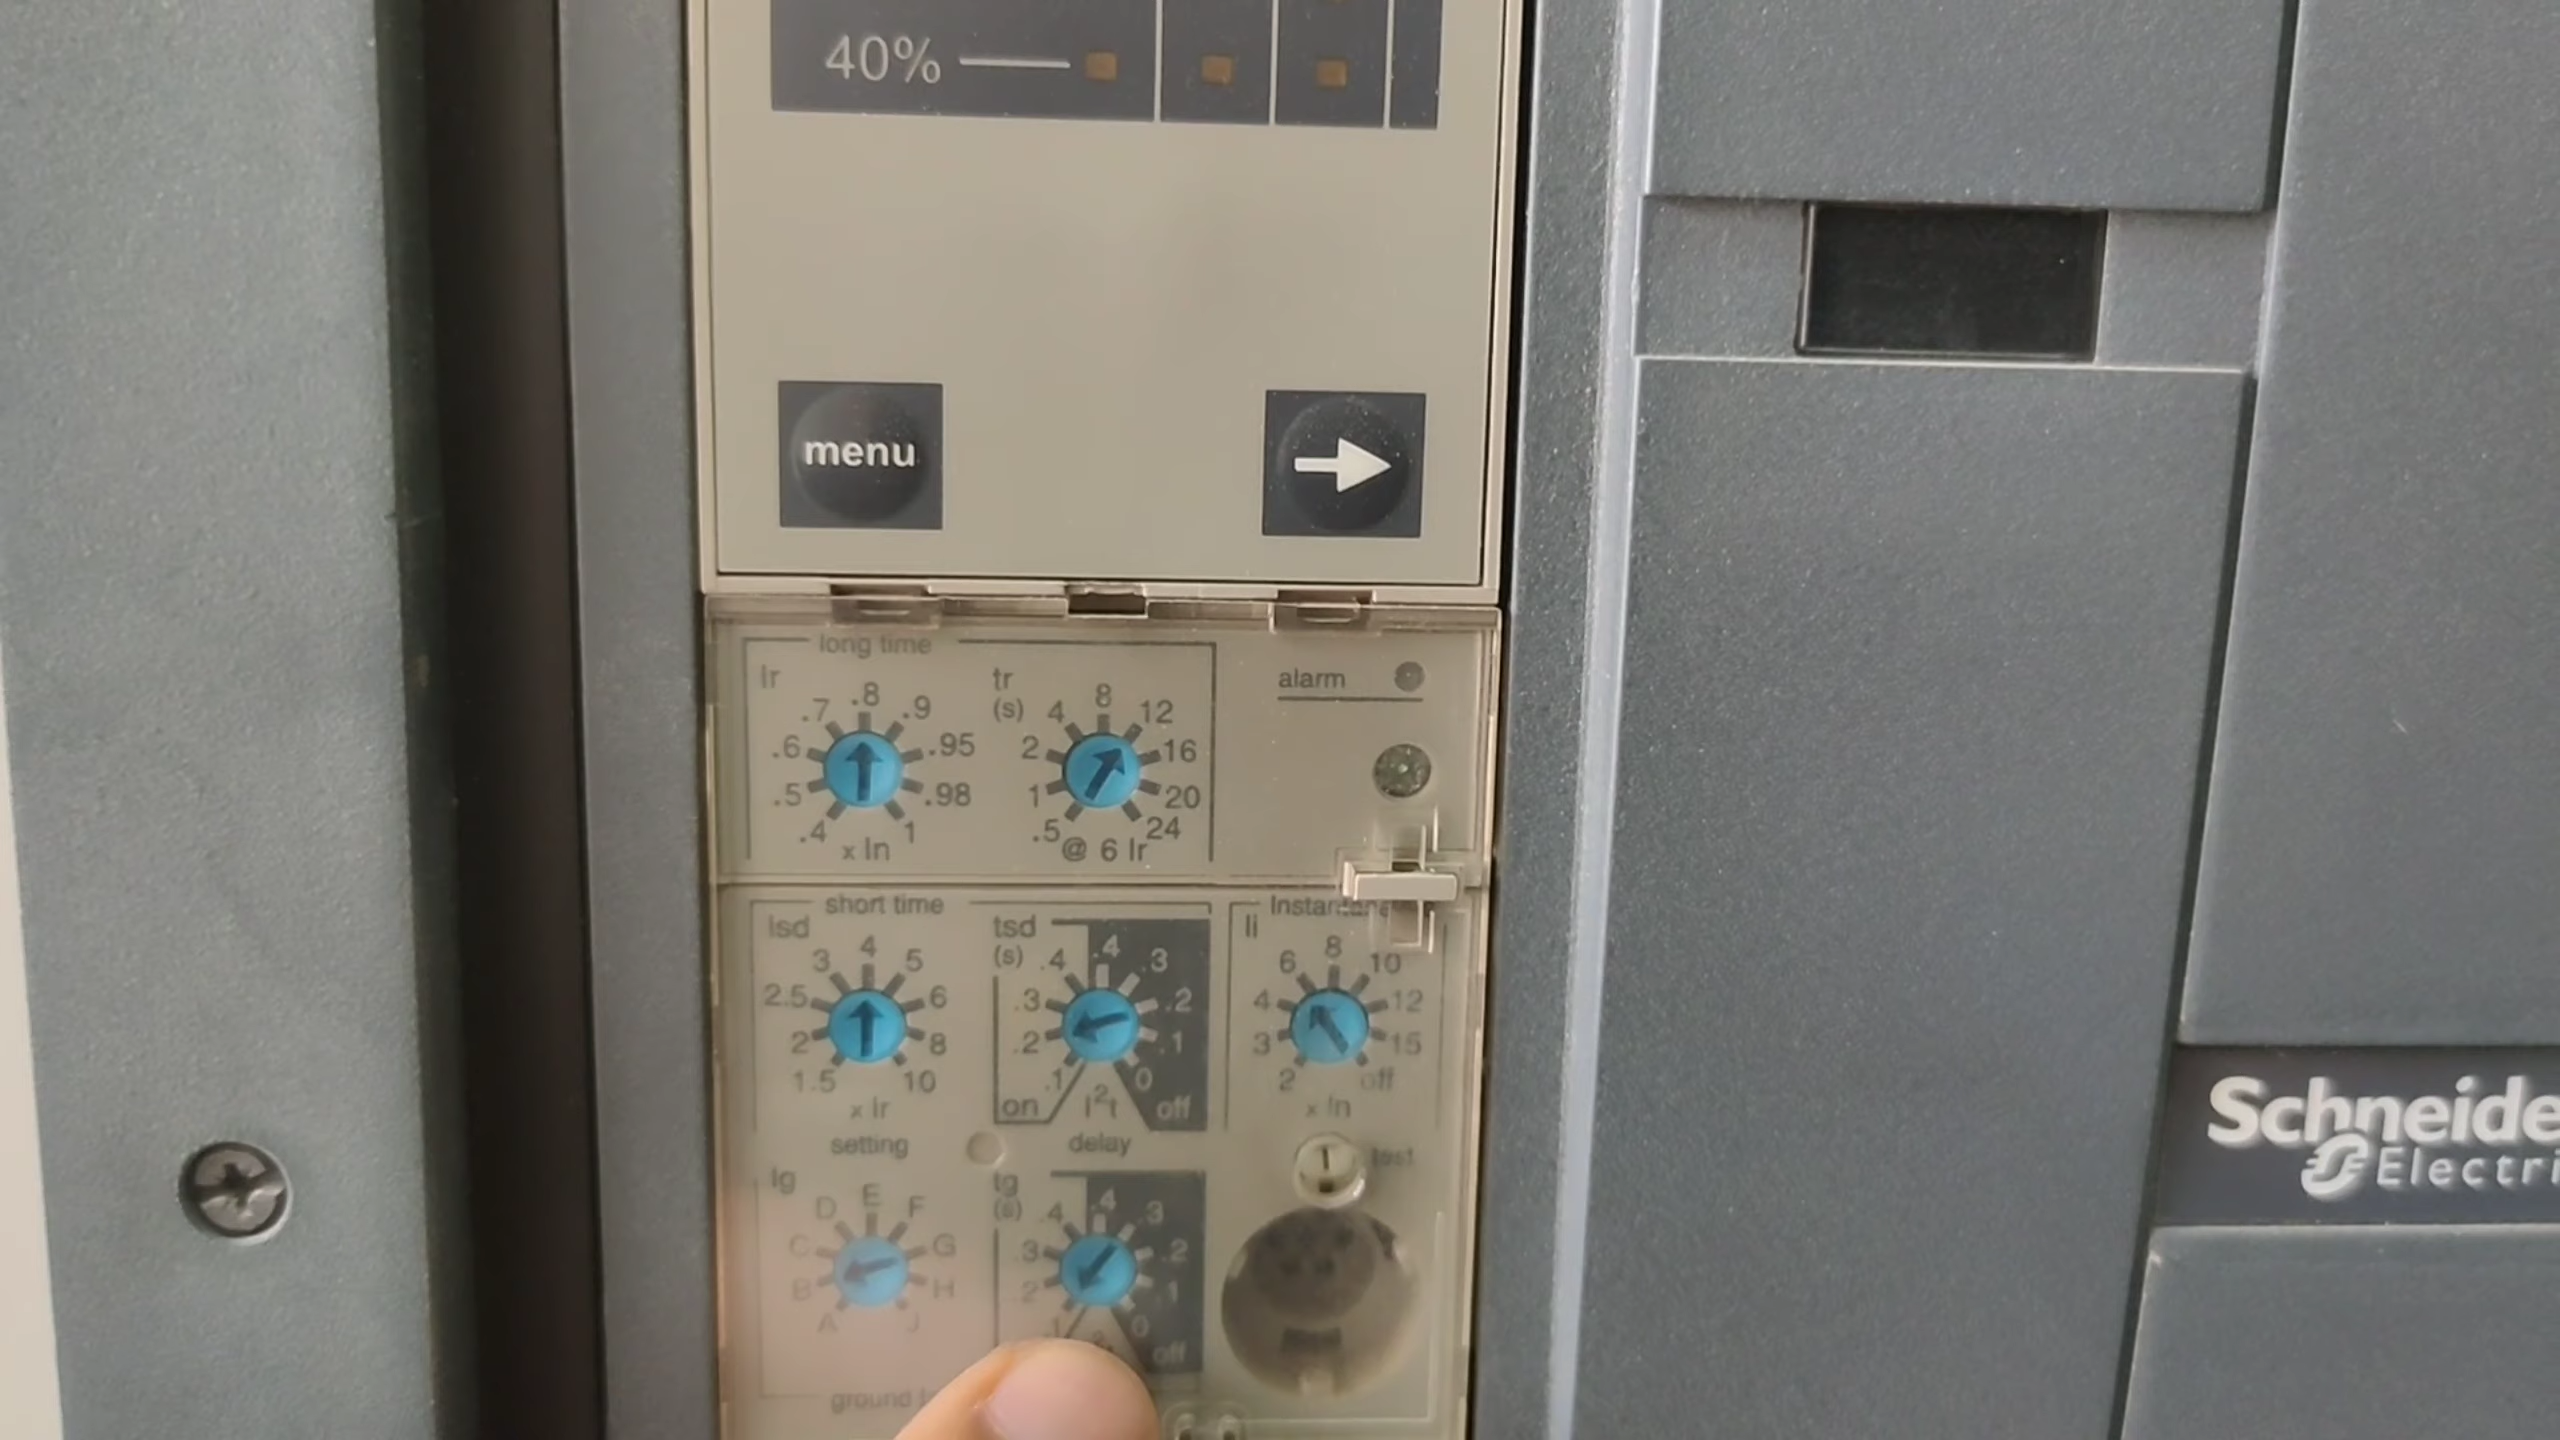 40%
menu
long time
Ir
.4
.5
.6
.7
.8
.9
.95
.98
1
x In
tr
(s)
.5
1
2
4
8
12
16
20
24
@ 6 Ir
alarm
short time
Isd
1.5
2
2.5
3
4
5
6
8
10
x Ir
setting
tsd
(s)
.1
.2
.3
.4
.4
.3
.2
.1
0
on
I²t
off
delay
Ii
2
3
4
6
8
10
12
15
off
x In
test
Ig
A
B
C
D
E
F
G
H
J
tg
(s)
.1
.2
.3
.4
.4
.3
.2
.1
0
off
ground
Schneide
Electri